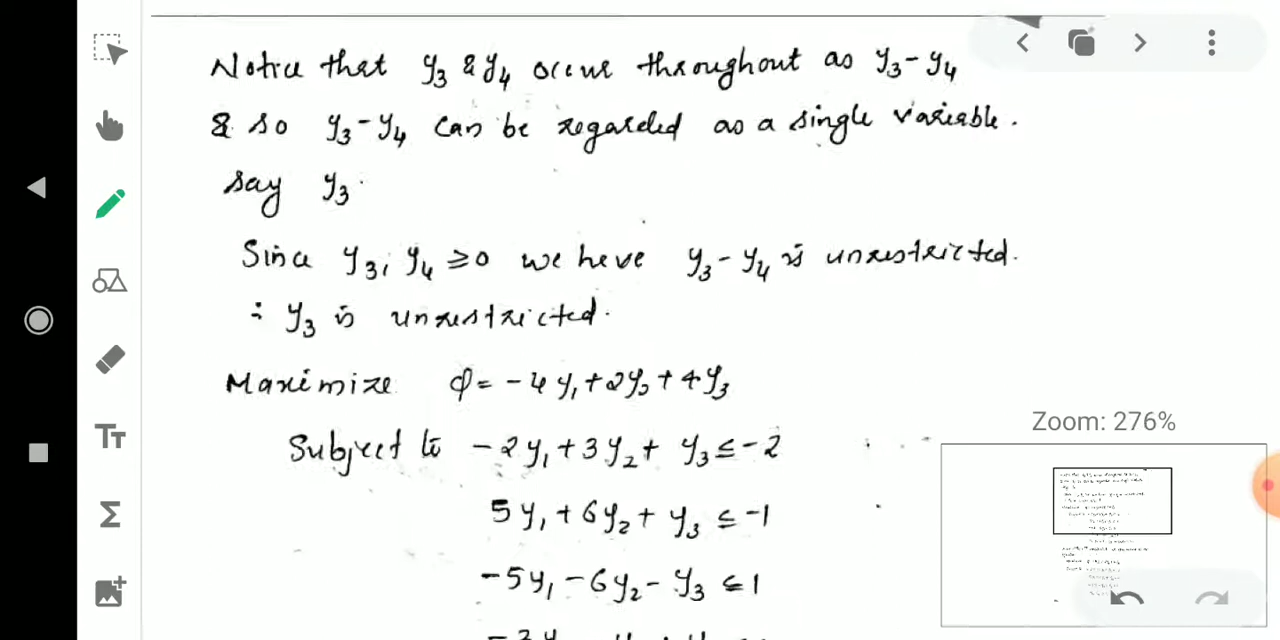 Notice that y₃ & y₄ occur throughout as y₃-y₄
& so y₃-y₄ can be regarded as a single variable.
say y₃.
Since y₃, y₄ ≥0 we have y₃-y₄ is unrestricted.
∴ y₃ is unrestricted.
Maximize φ= -4y₁+2y₂+4y₃
Subject to -2y₁+3y₂+ y₃≤-2
5y₁+6y₂+ y₃ ≤-1
-5y₁-6y₂- y₃ ≤1
Zoom: 276%
Tт
Σ